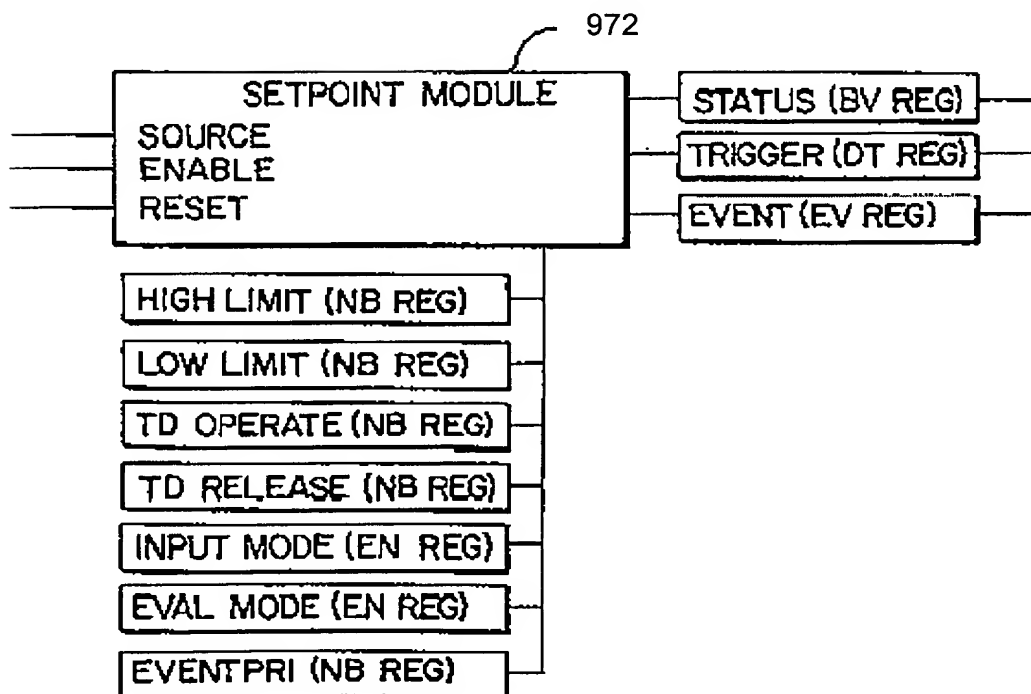 972
SETPOINT MODULE
SOURCE
ENABLE
RESET
STATUS (BV REG)
TRIGGER (DT REG)
EVENT (EV REG)
HIGH LIMIT (NB REG)
LOW LIMIT (NB REG)
TD OPERATE (NB REG)
TD RELEASE (NB REG)
INPUT MODE (EN REG)
EVAL MODE (EN REG)
EVENT PRI (NB REG)